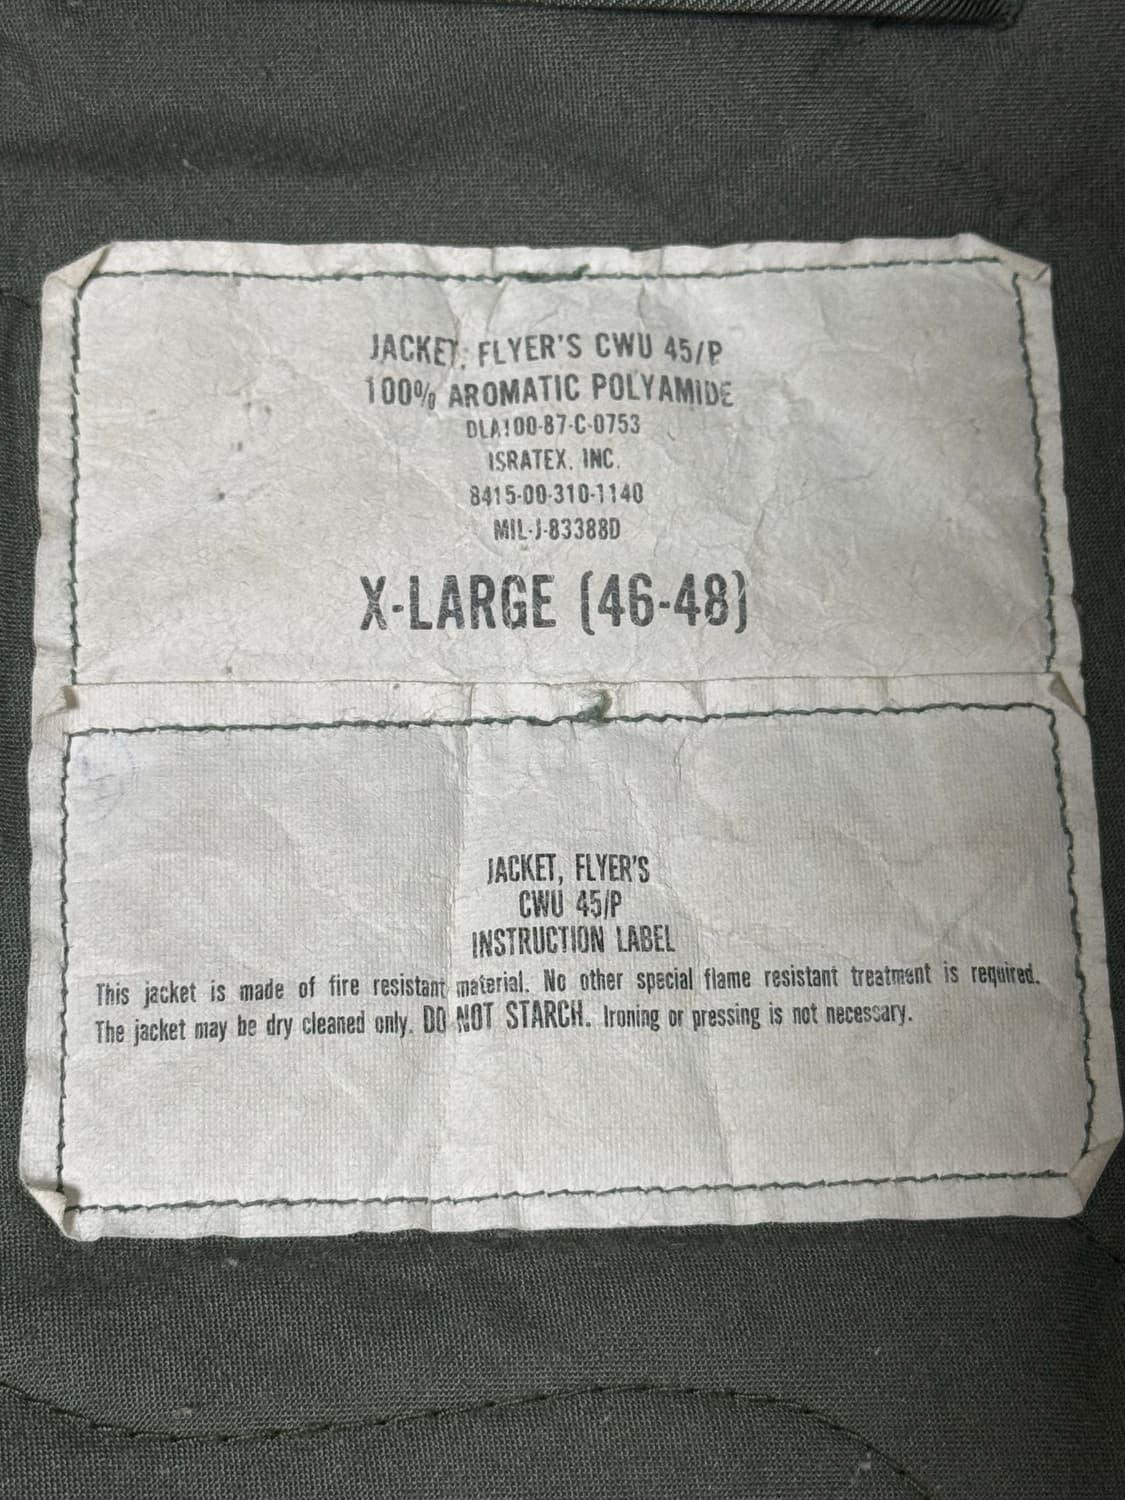 JACKET, FLYER'S CWU 45/P
100% AROMATIC POLYAMIDE
DLA100-87-C-0753
ISRATEX, INC.
8415-00-310-1140
MIL-J-83388D
X-LARGE (46-48)
JACKET, FLYER'S
CWU 45/P
INSTRUCTION LABEL
This jacket is made of fire resistant material. No other special flame resistant treatment is required.
The jacket may be dry cleaned only. DO NOT STARCH. Ironing or pressing is not necessary.